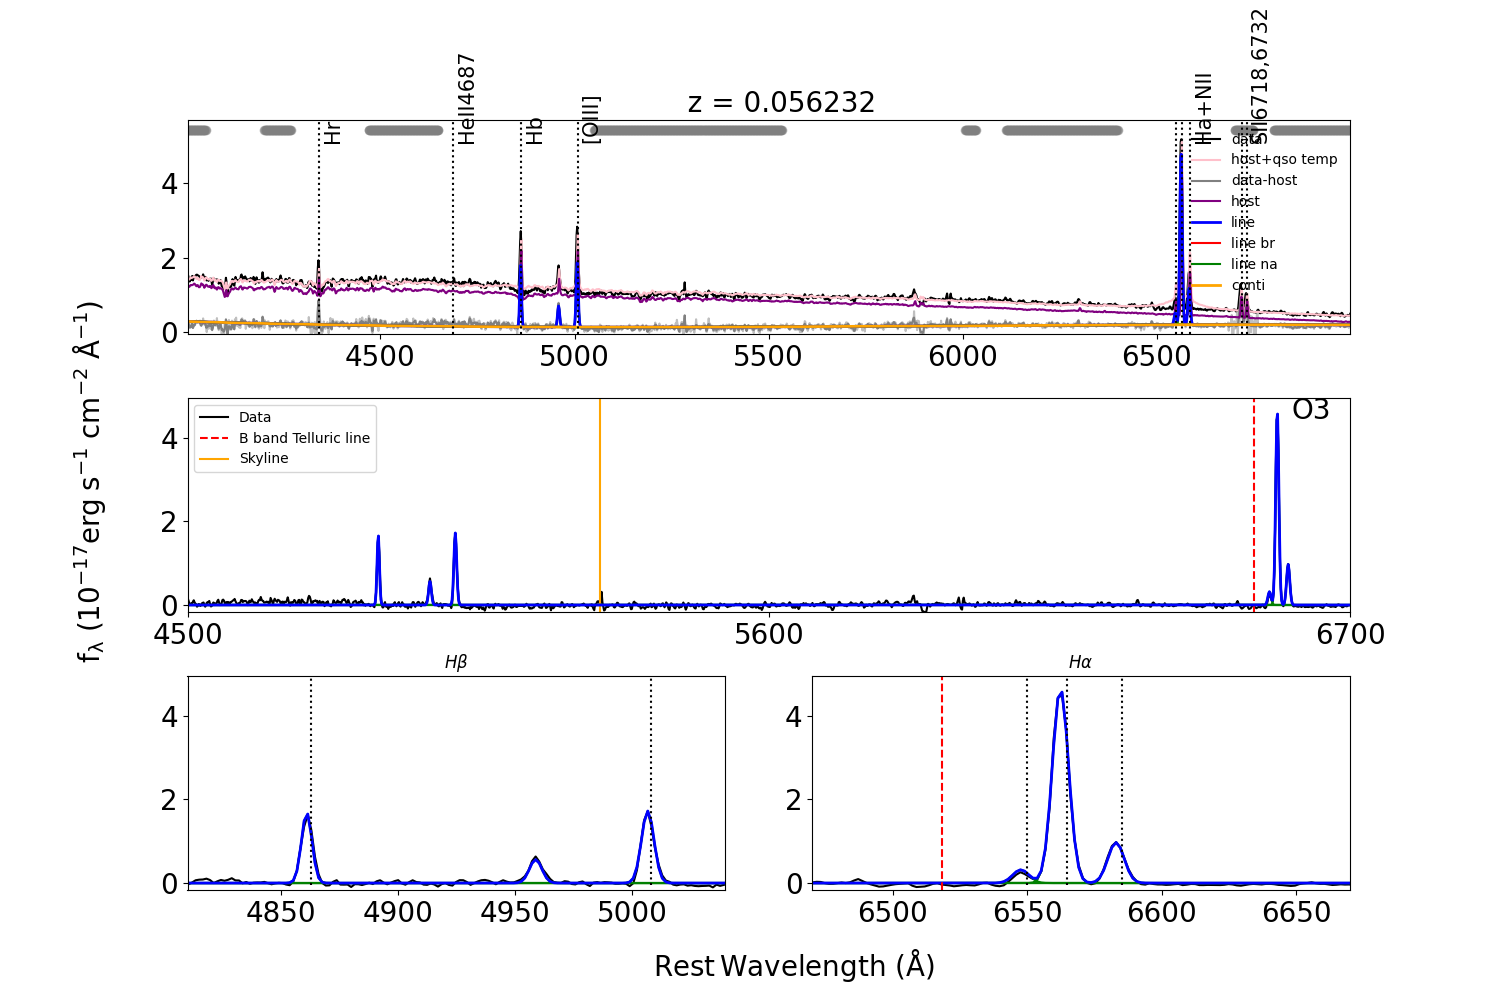 z = 0.056232
Hr
HeII4687
Hb
[OIII]
Ha+NII
SII6718,6732
data
host+qso temp
data-host
host
line
line br
line na
conti
4
2
0
4500
5000
5500
6000
6500
Data
B band Telluric line
Skyline
O3
4
2
0
4500
5600
6700
f_λ (10^{-17}erg s^{-1} cm^{-2} Å^{-1})
Hβ
4
2
0
4850
4900
4950
5000
Hα
4
2
0
6500
6550
6600
6650
Rest Wavelength (Å)